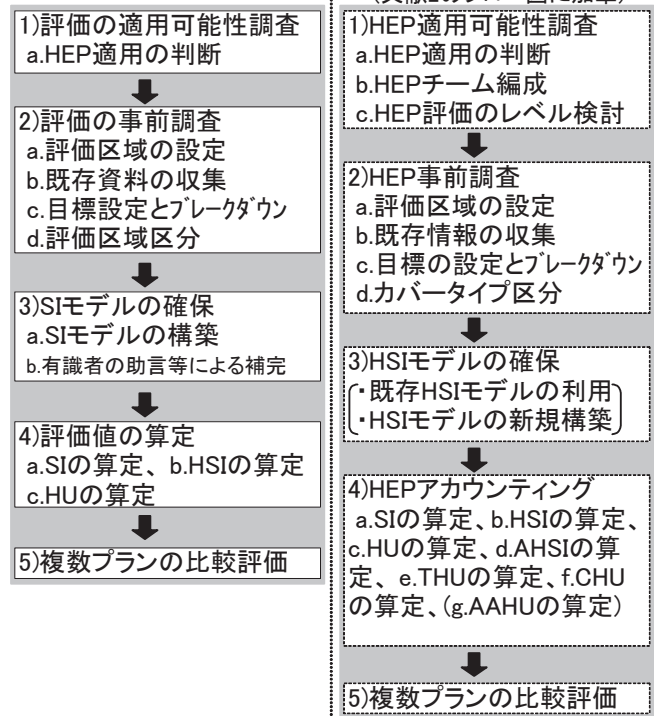 1)評価の適用可能性調査
a.HEP適用の判断
2)評価の事前調査
a.評価区域の設定
b.既存資料の収集
c.目標設定とﾌﾞﾚｰｸﾀﾞｳﾝ
d.評価区域区分
3)SIモデルの確保
a.SIモデルの構築
b.有識者の助言等による補完
4)評価値の算定
a.SIの算定、b.HSIの算定
c.HUの算定
5)複数プランの比較評価
1)HEP適用可能性調査
a.HEP適用の判断
b.HEPチーム編成
c.HEP評価のレベル検討
2)HEP事前調査
a.評価区域の設定
b.既存情報の収集
c.目標の設定とﾌﾞﾚｰｸﾀﾞｳﾝ
d.カバータイプ区分
3)HSIモデルの確保
・既存HSIモデルの利用
・HSIモデルの新規構築
4)HEPアカウンティング
a.SIの算定、b.HSIの算定、
c.HUの算定、d.AHSIの算
定、e.THUの算定、f.CHU
の算定、(g.AAHUの算定)
5)複数プランの比較評価